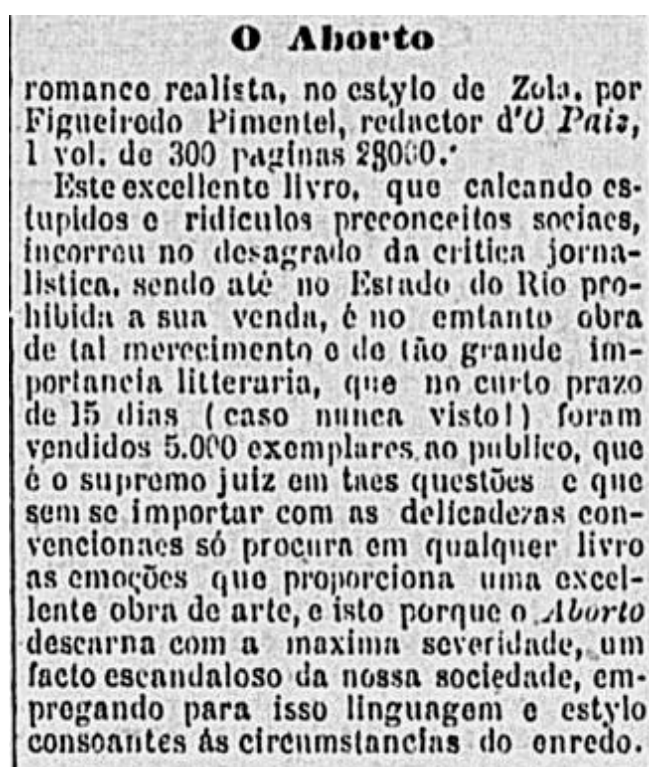 O Aborto
romance realista, no estylo de Zola, por
Figueiredo Pimentel, redactor d'O Paiz,
1 vol. de 300 paginas 2$000.
Este excellente livro, que calcando es-
tupidos e ridiculos preconceitos sociaes,
incorreu no desagrado da critica jorna-
listica, sendo até no Estado do Rio pro-
hibida a sua venda, é no emtanto obra
de tal merecimento e de tão grande im-
portancia litteraria, que no curto prazo
de 15 dias (caso nunca visto!) foram
vendidos 5.000 exemplares ao publico, que
é o supremo juiz em taes questões e que
sem se importar com as delicadezas con-
vencionaes só procura em qualquer livro
as emoções que proporciona uma excel-
lente obra de arte, e isto porque o Aborto
descarna com a maxima severidade, um
facto escandaloso da nossa sociedade, em-
pregando para isso linguagem e estylo
consoantes ás circumstancias do enredo.